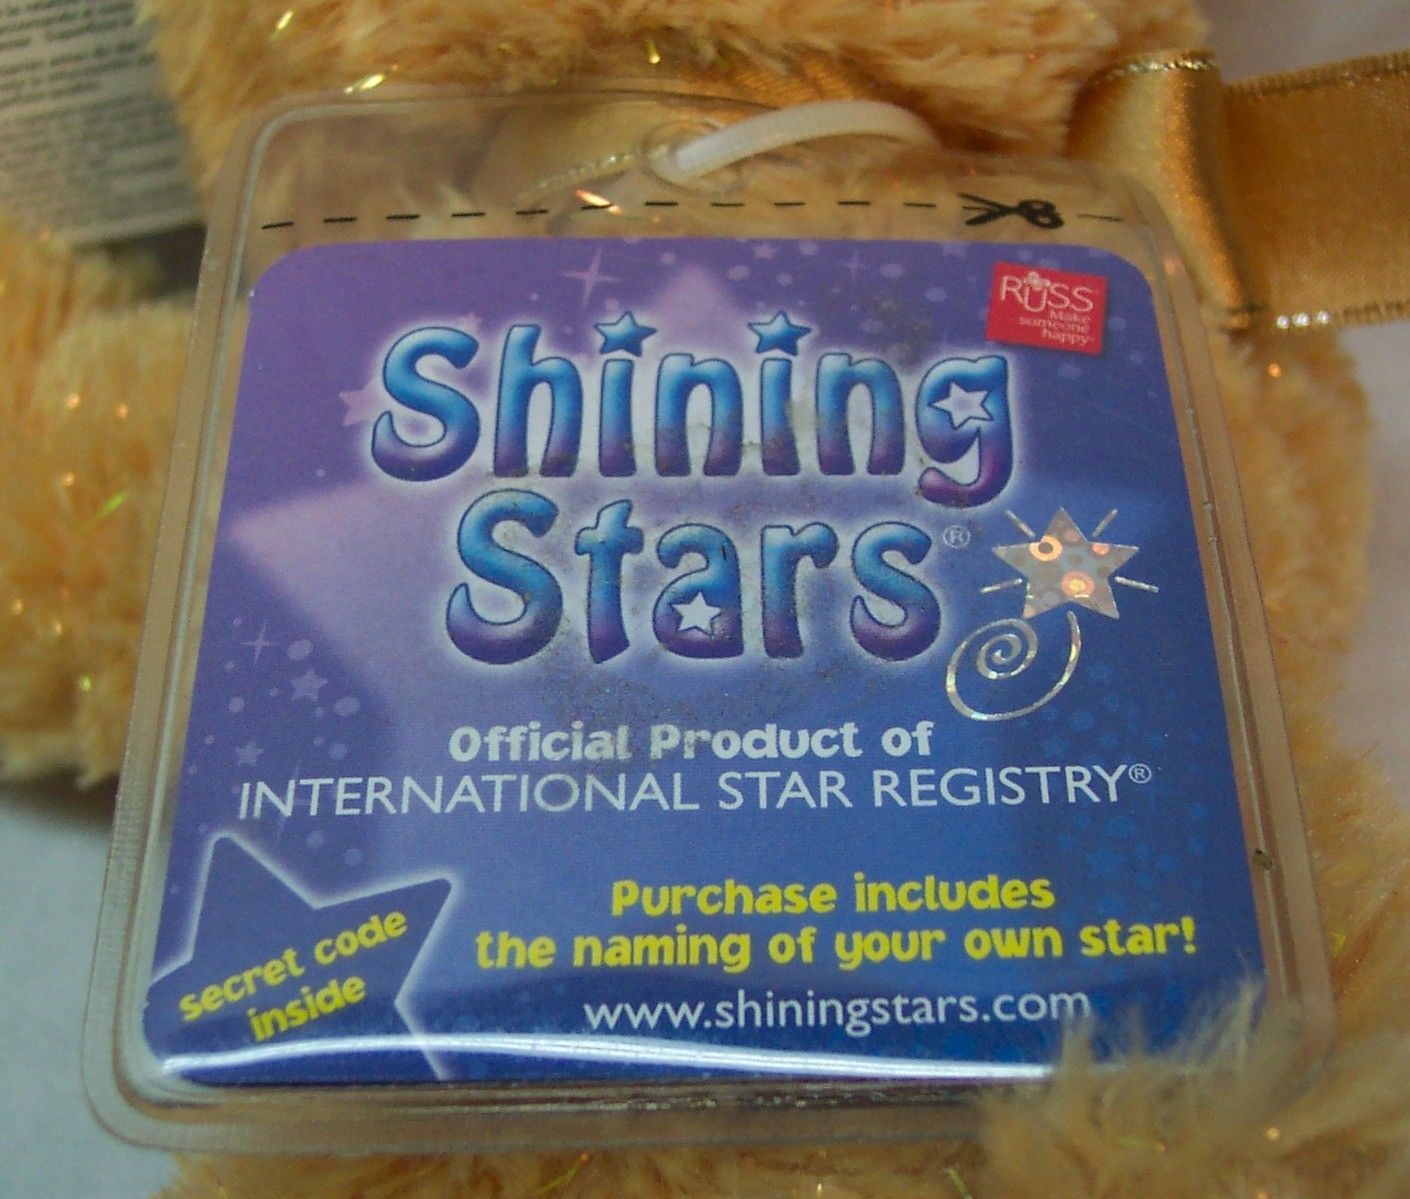 RUSS
Make
someone
happy
Shining
Stars®
Official Product of
INTERNATIONAL STAR REGISTRY®
Purchase includes
the naming of your own star!
secret code
inside
www.shiningstars.com